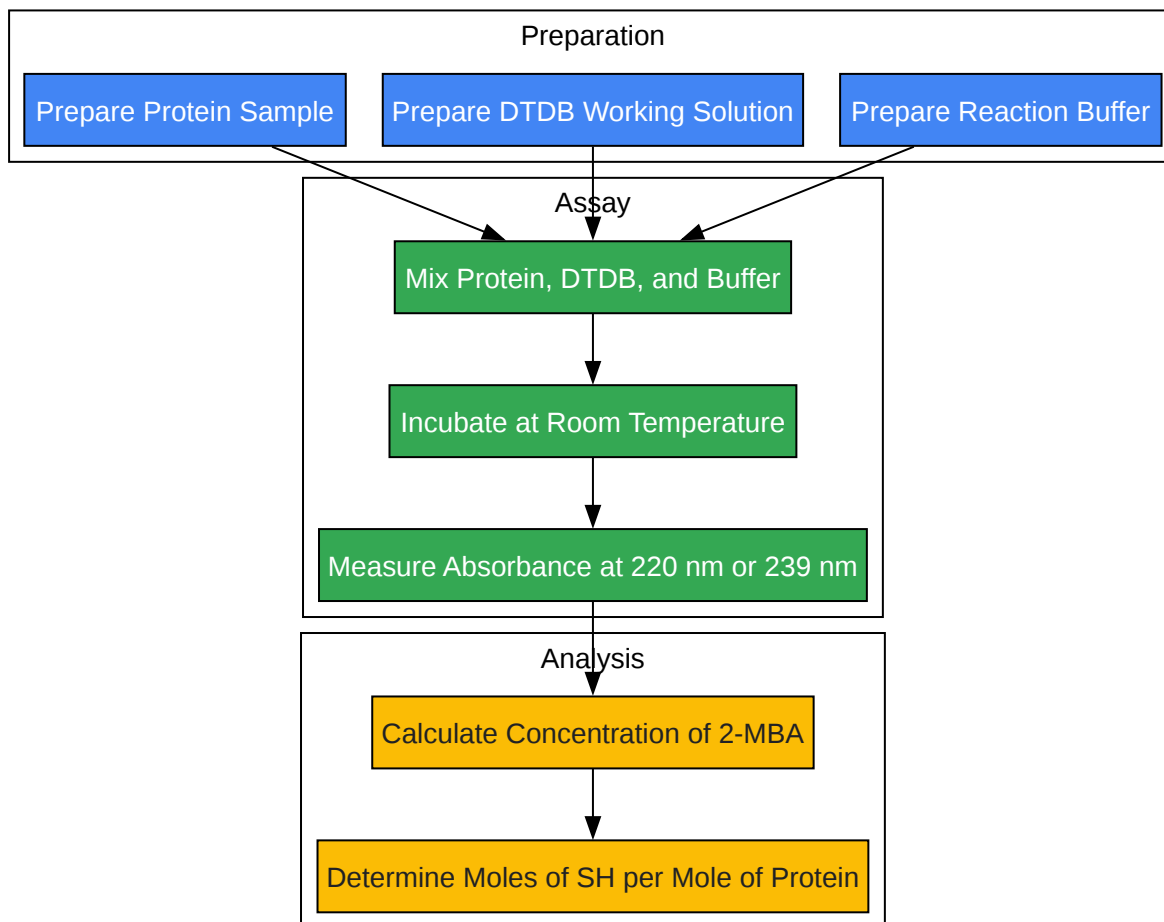 Preparation
Prepare Protein Sample
Prepare DTDB Working Solution
Prepare Reaction Buffer
Assay
Mix Protein, DTDB, and Buffer
Incubate at Room Temperature
Measure Absorbance at 220 nm or 239 nm
Analysis
Calculate Concentration of 2-MBA
Determine Moles of SH per Mole of Protein